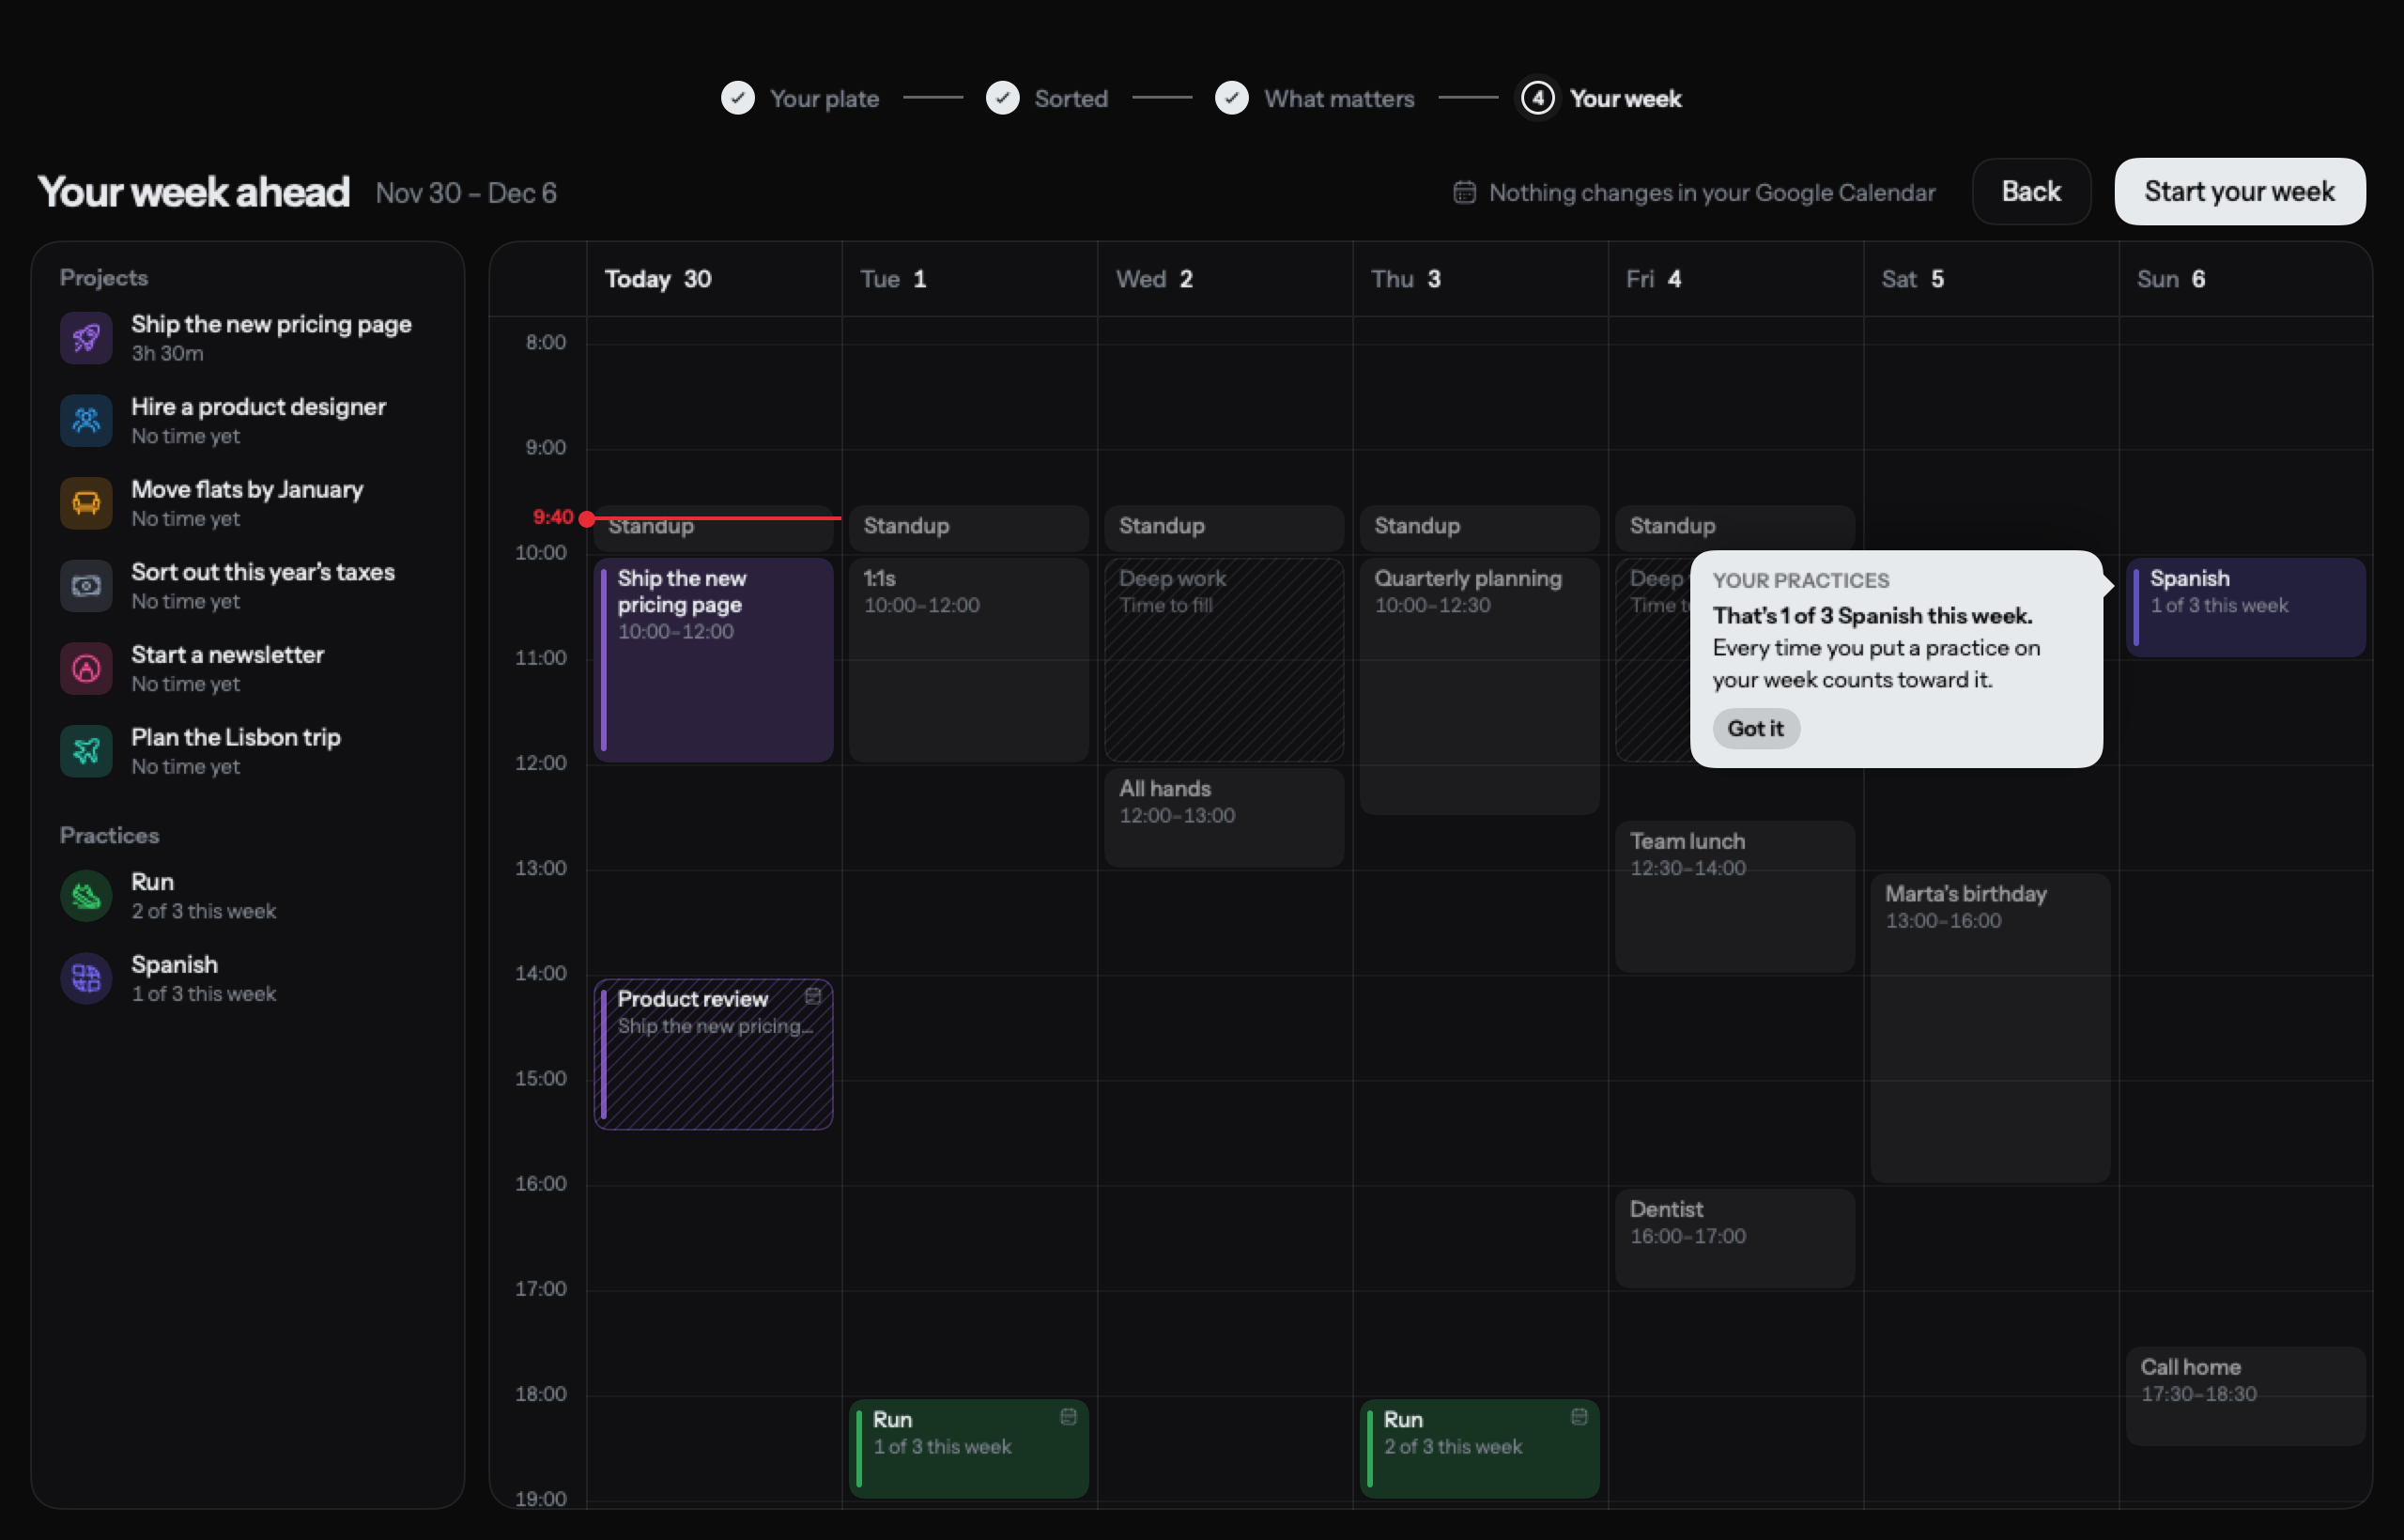 Your plate
Sorted
What matters
4 Your week
Your week ahead Nov 30 – Dec 6
Nothing changes in your Google Calendar
Back
Start your week
Projects
Ship the new pricing page
3h 30m
Hire a product designer
No time yet
Move flats by January
No time yet
Sort out this year's taxes
No time yet
Start a newsletter
No time yet
Plan the Lisbon trip
No time yet
Practices
Run
2 of 3 this week
Spanish
1 of 3 this week
Today 30
Tue 1
Wed 2
Thu 3
Fri 4
Sat 5
Sun 6
8:00
9:00
9:40
10:00
11:00
12:00
13:00
14:00
15:00
16:00
17:00
18:00
19:00
Standup
Ship the new
pricing page
10:00–12:00
Product review
Ship the new pricing...
Standup
1:1s
10:00–12:00
Run
1 of 3 this week
Standup
Deep work
Time to fill
All hands
12:00–13:00
Standup
Quarterly planning
10:00–12:30
Run
2 of 3 this week
Standup
Deep
Time t
Team lunch
12:30–14:00
Dentist
16:00–17:00
YOUR PRACTICES
That's 1 of 3 Spanish this week.
Every time you put a practice on
your week counts toward it.
Got it
Marta's birthday
13:00–16:00
Spanish
1 of 3 this week
Call home
17:30–18:30